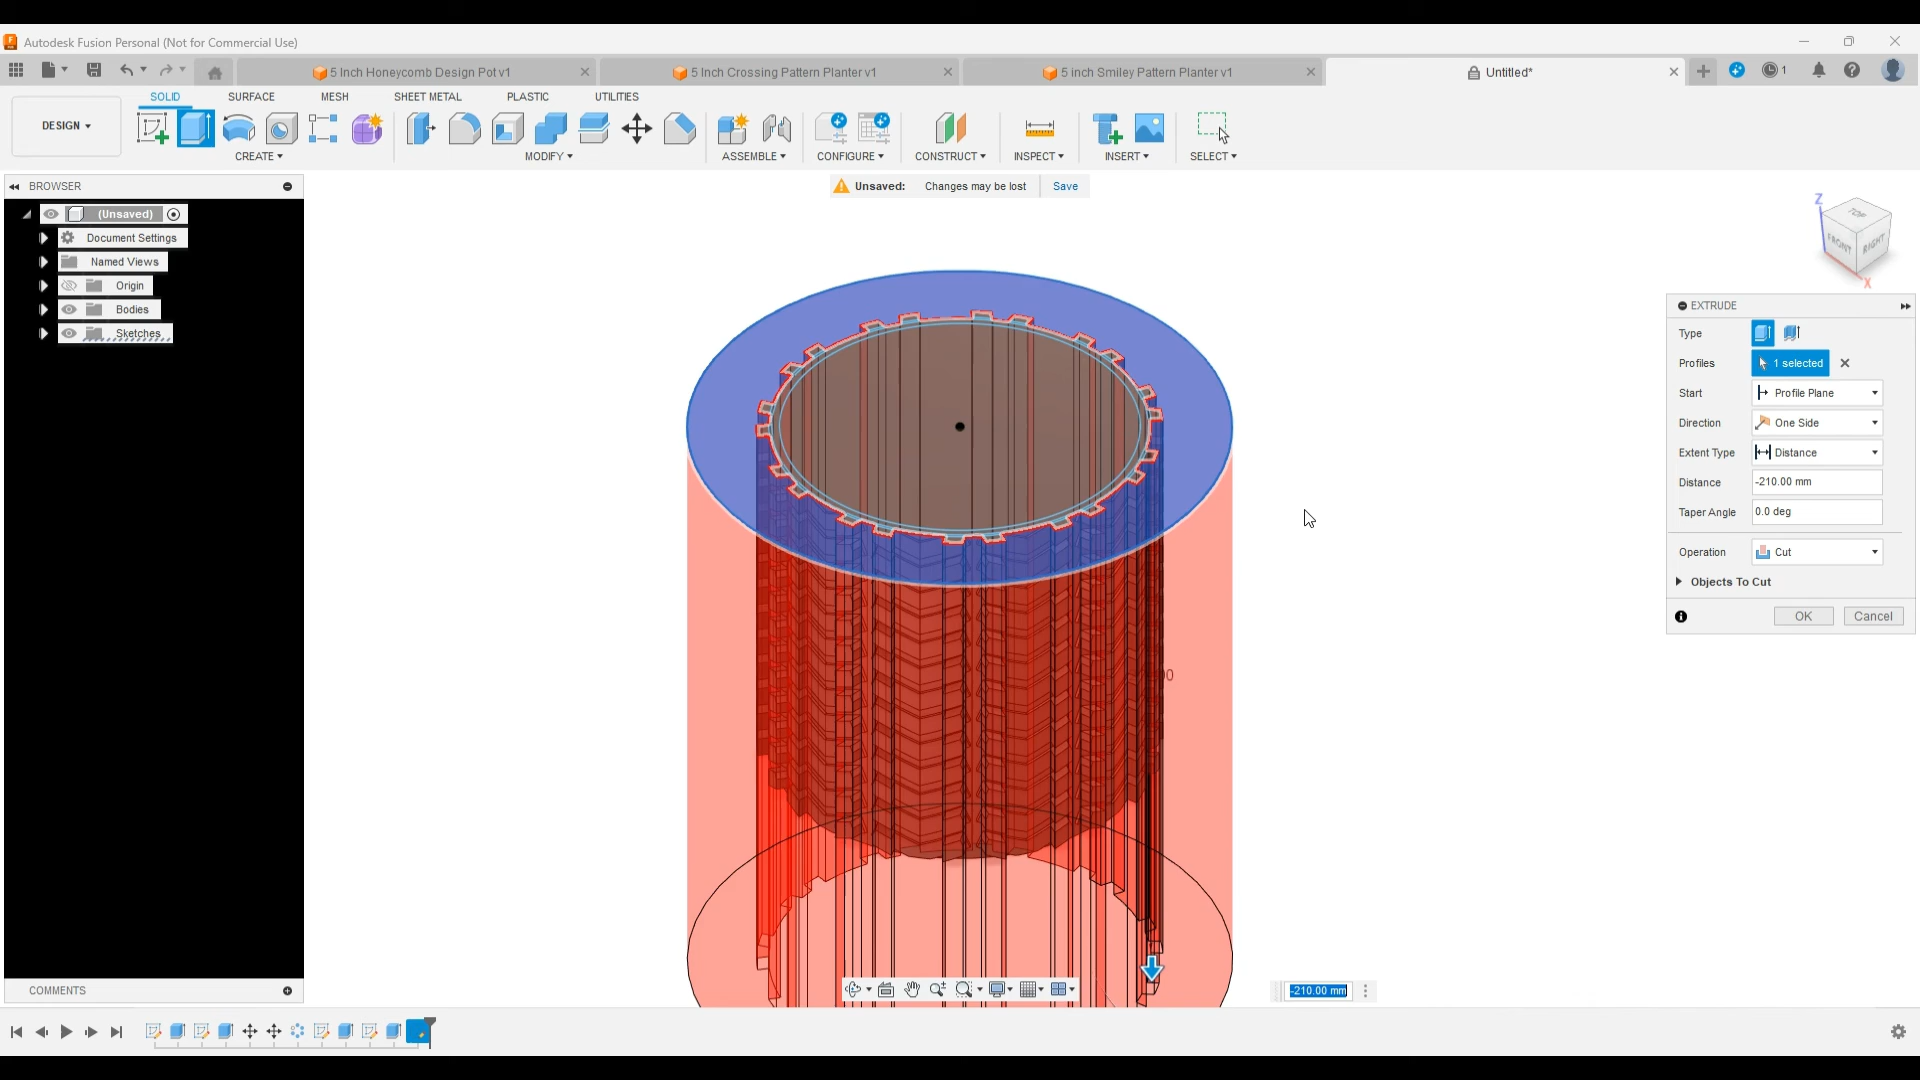 Autodesk Fusion Personal (Not for Commercial Use)
5 Inch Honeycomb Design Pot v1
5 Inch Crossing Pattern Planter v1
5 inch Smiley Pattern Planter v1
Untitled*
1
SOLID SURFACE MESH SHEET METAL PLASTIC UTILITIES
DESIGN
CREATE MODIFY ASSEMBLE CONFIGURE CONSTRUCT INSPECT INSERT SELECT
BROWSER
Unsaved: Changes may be lost Save
(Unsaved)
Document Settings
Named Views
Origin
Bodies
Sketches
Z
TOP
FRONT
RIGHT
X
EXTRUDE
Type
Profiles 1 selected
Start Profile Plane
Direction One Side
Extent Type Distance
Distance -210.00 mm
Taper Angle 0.0 deg
Operation Cut
Objects To Cut
OK Cancel
-210.00 mm
COMMENTS